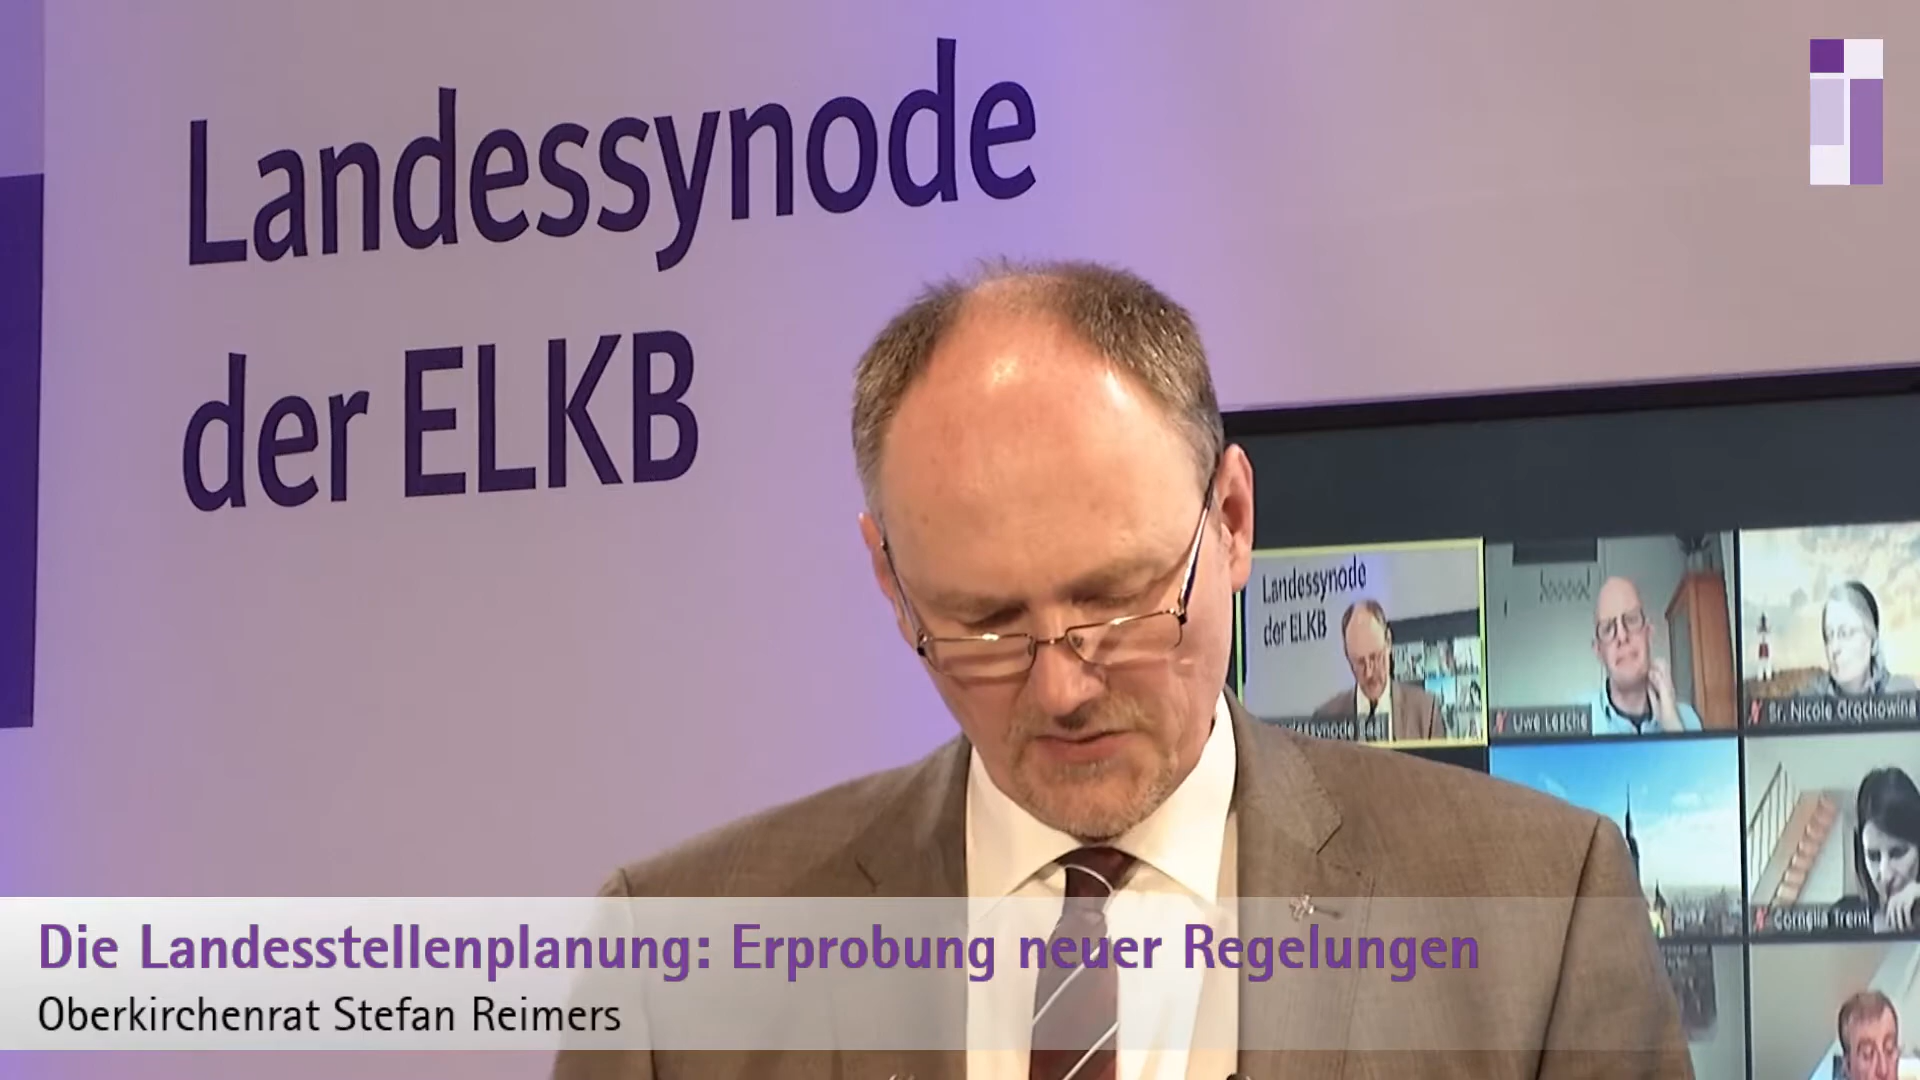 Landessynode
der ELKB
Landessynode
der ELKB
Uwe Lesche
Sr. Nicole Grochowina
Cornelia Treml
Die Landesstellenplanung: Erprobung neuer Regelungen
Oberkirchenrat Stefan Reimers